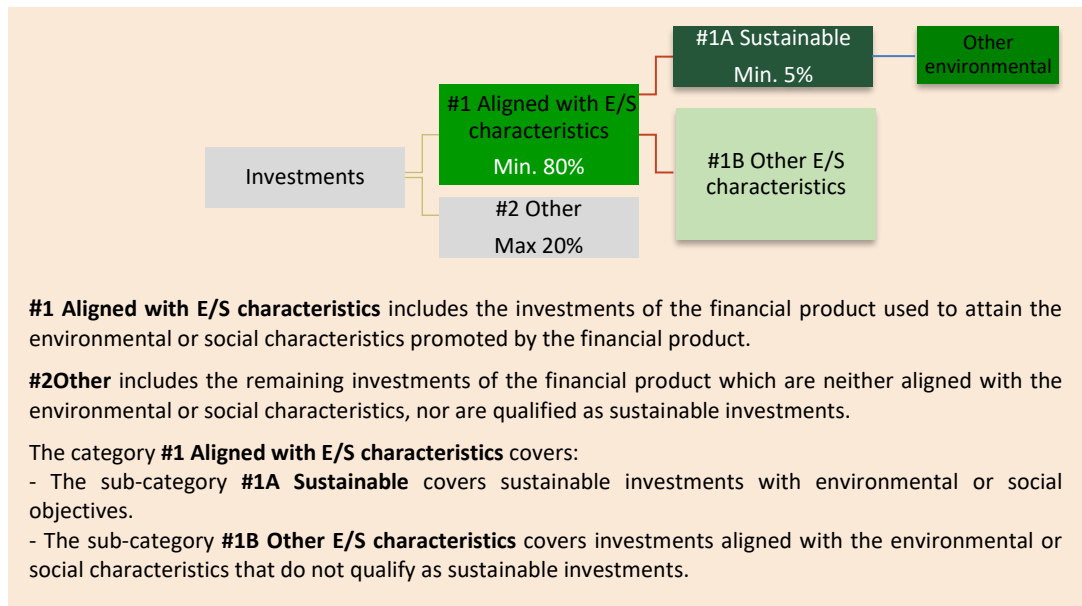 #1A Sustainable
Min. 5%
Other
environmental
#1 Aligned with E/S
characteristics
Min. 80%
#1B Other E/S
characteristics
Investments
#2 Other
Max 20%
#1 Aligned with E/S characteristics includes the investments of the financial product used to attain the
environmental or social characteristics promoted by the financial product.
#2Other includes the remaining investments of the financial product which are neither aligned with the
environmental or social characteristics, nor are qualified as sustainable investments.
The category #1 Aligned with E/S characteristics covers:
- The sub-category #1A Sustainable covers sustainable investments with environmental or social
objectives.
- The sub-category #1B Other E/S characteristics covers investments aligned with the environmental or
social characteristics that do not qualify as sustainable investments.